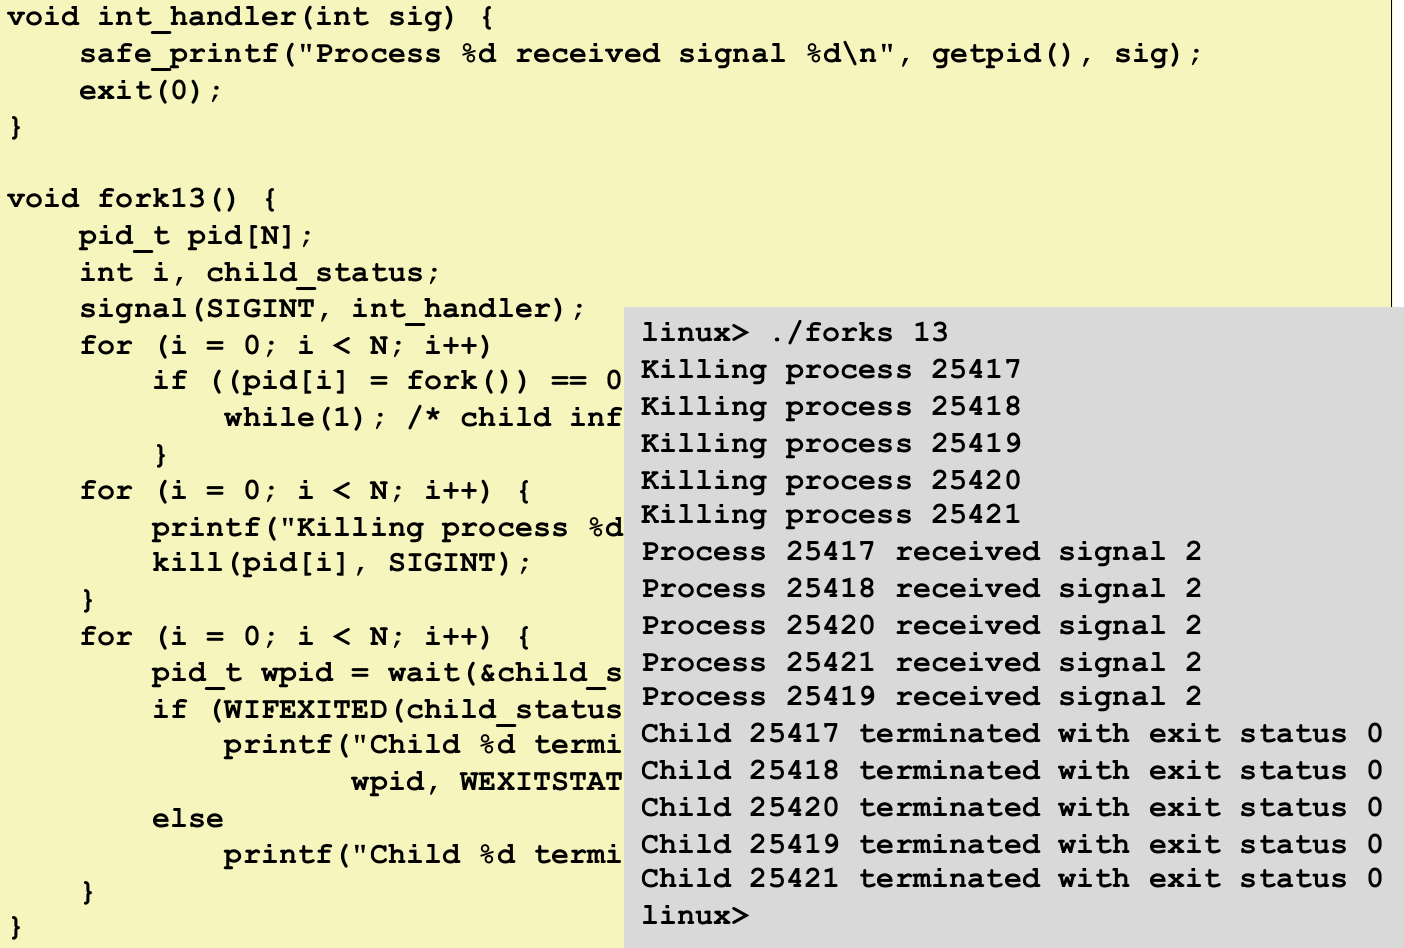 void int_handler(int sig) {
    safe_printf("Process %d received signal %d\n", getpid(), sig);
    exit(0);
}

void fork13() {
    pid_t pid[N];
    int i, child_status;
    signal(SIGINT, int_handler);
    for (i = 0; i < N; i++)
        if ((pid[i] = fork()) == 0
            while(1); /* child inf
        }
    for (i = 0; i < N; i++) {
        printf("Killing process %d
        kill(pid[i], SIGINT);
    }
    for (i = 0; i < N; i++) {
        pid_t wpid = wait(&child_s
        if (WIFEXITED(child_status
            printf("Child %d termi
                   wpid, WEXITSTAT
        else
            printf("Child %d termi
    }
}
linux> ./forks 13
Killing process 25417
Killing process 25418
Killing process 25419
Killing process 25420
Killing process 25421
Process 25417 received signal 2
Process 25418 received signal 2
Process 25420 received signal 2
Process 25421 received signal 2
Process 25419 received signal 2
Child 25417 terminated with exit status 0
Child 25418 terminated with exit status 0
Child 25420 terminated with exit status 0
Child 25419 terminated with exit status 0
Child 25421 terminated with exit status 0
linux>